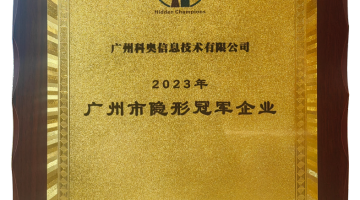 Hidden Champions
广州科奥信息技术有限公司
2023年
广州市隐形冠军企业